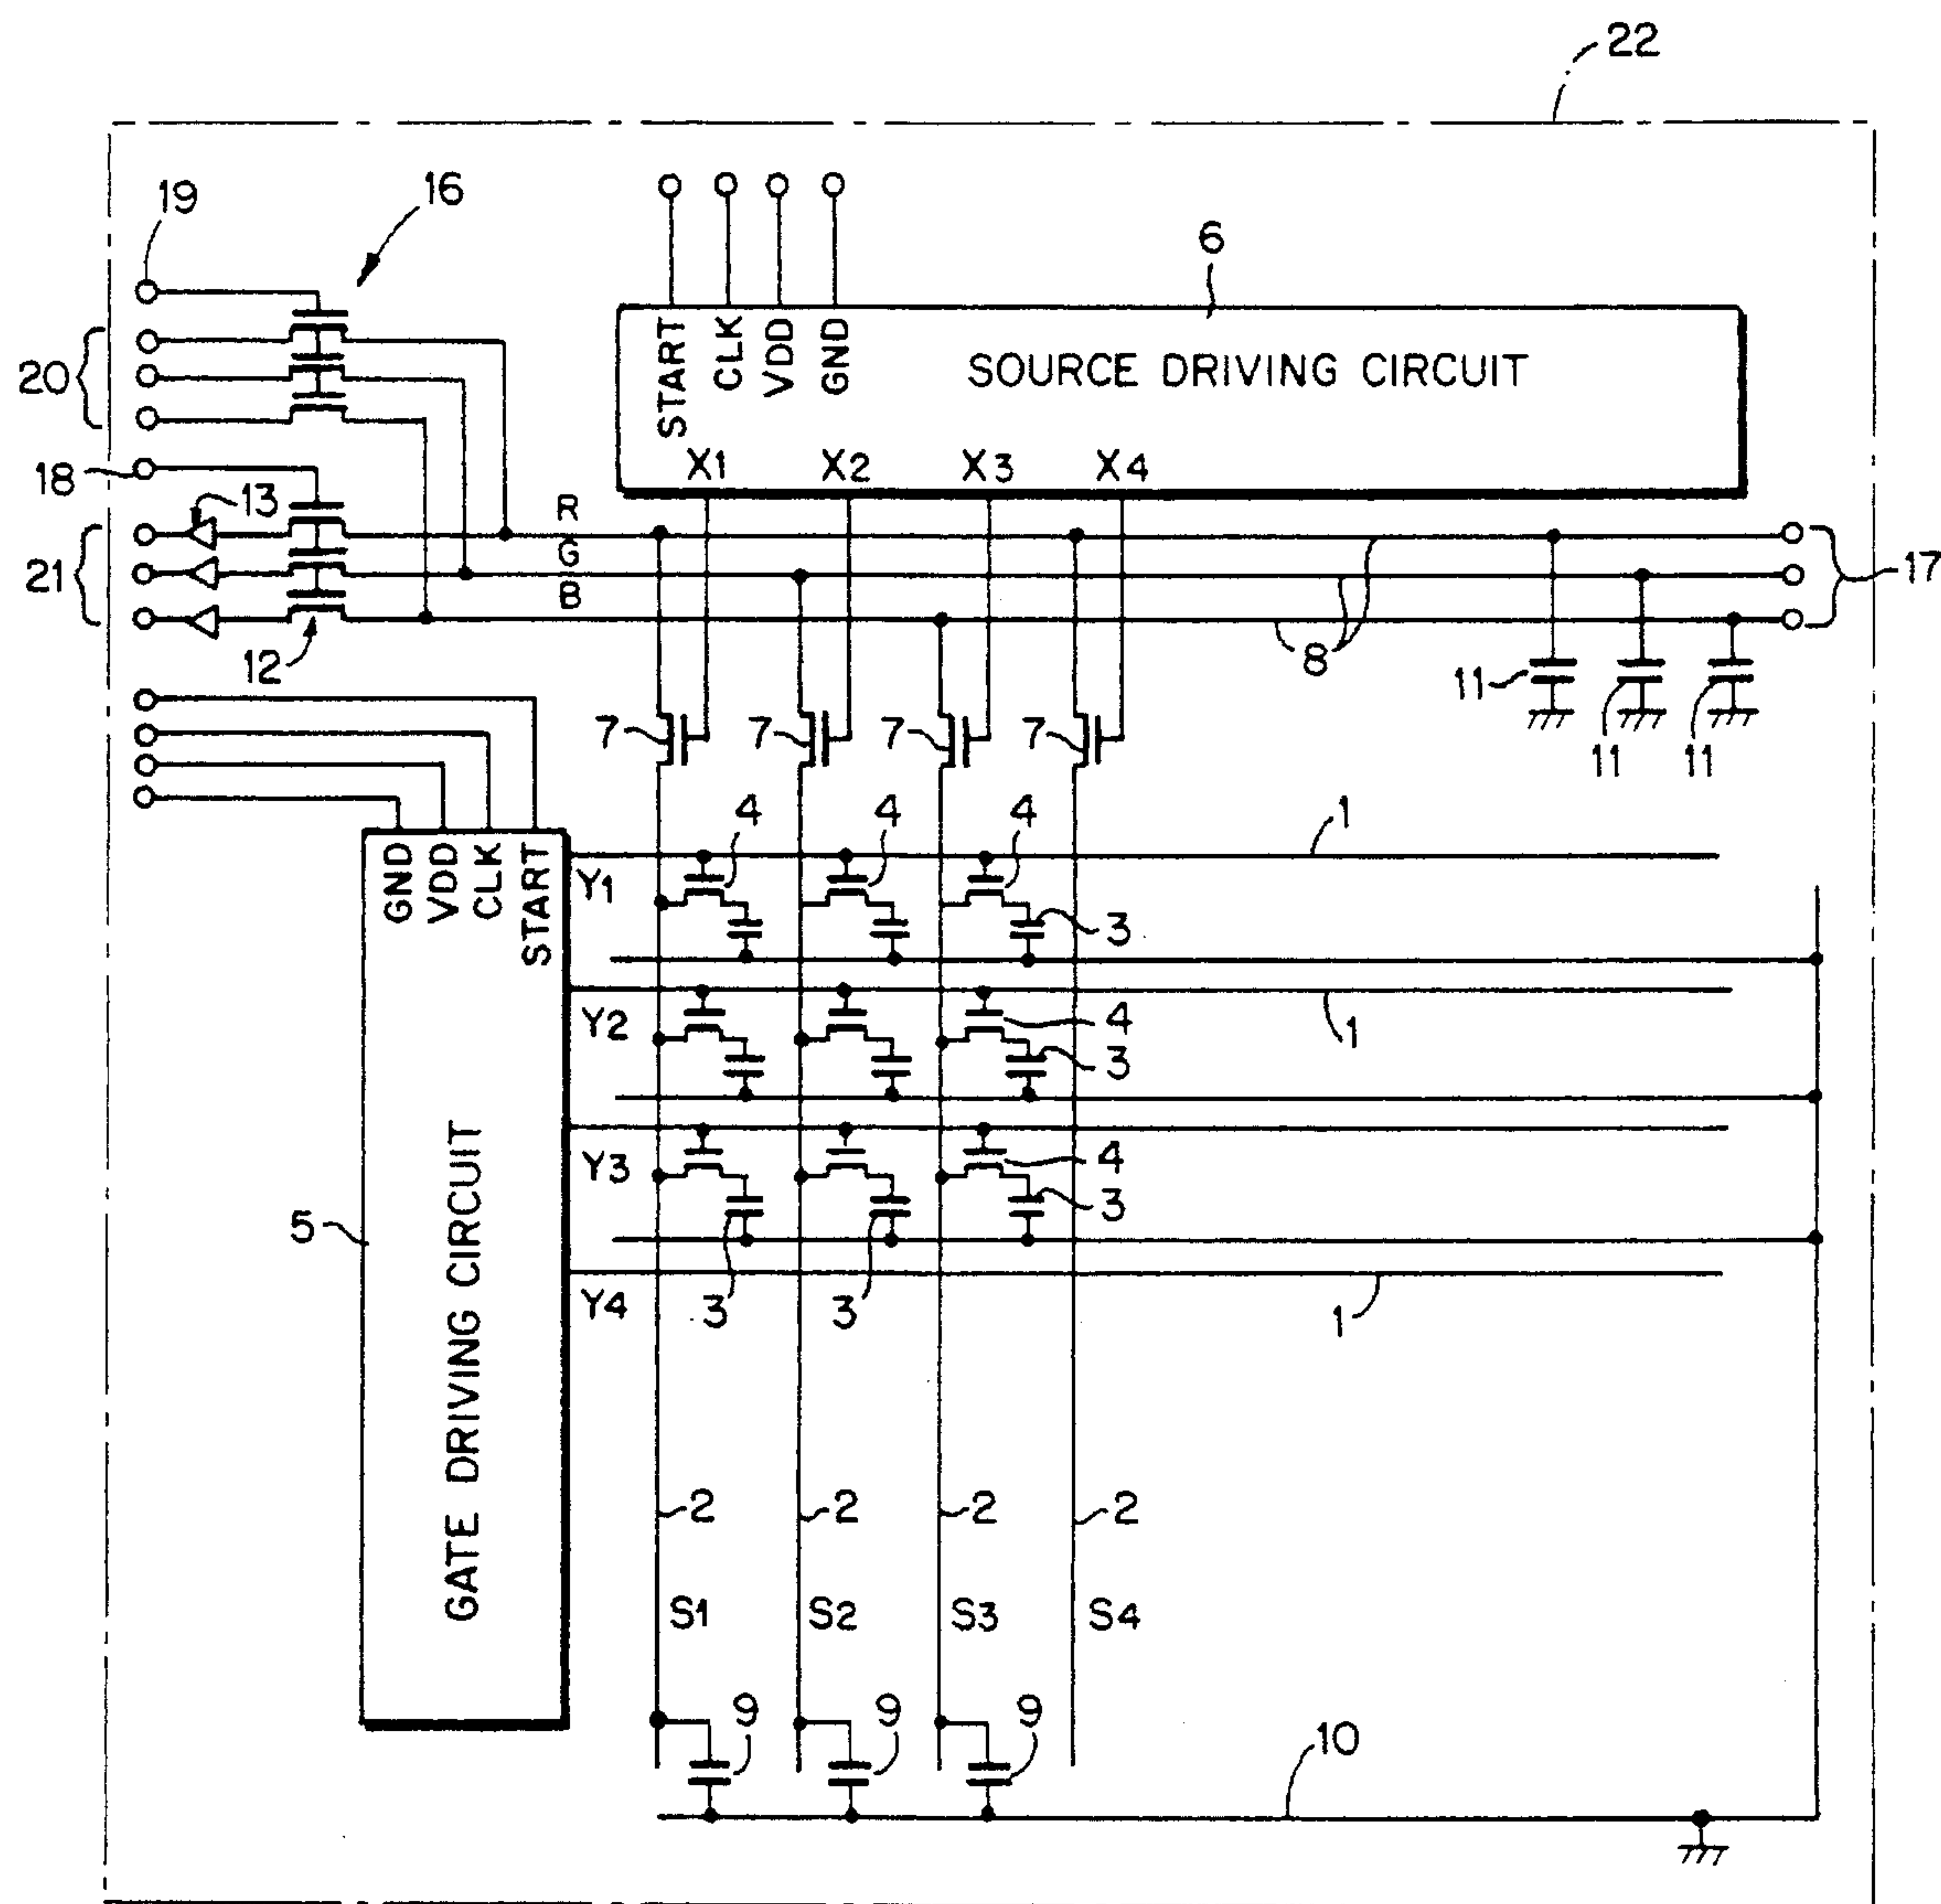 22
19
16
6
START
CLK
VDD
GND
SOURCE DRIVING CIRCUIT
20
18
X1 X2 X3 X4
13
R
G
B
21
17
12
8
11
11 11
7 7 7 7
4 4 4
1
GND
VDD
CLK
START
Y1
3
Y2
4
1
3
Y3
4
3
5
GATE DRIVING CIRCUIT
Y4
3 3
1
2 2 2 2
S1 S2 S3 S4
9 9 9
10